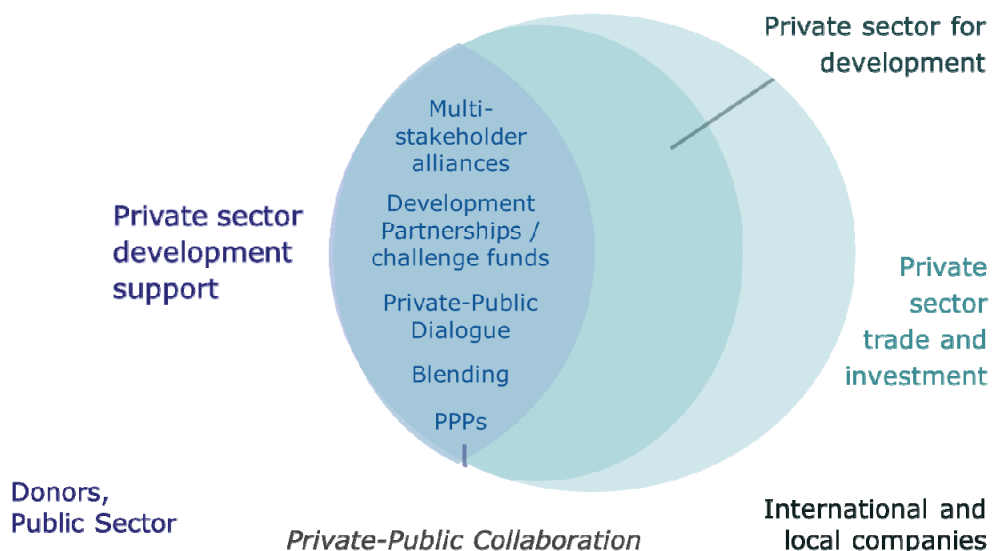 Private sector for
development
Multi-
stakeholder
alliances
Development
Partnerships /
challenge funds
Private-Public
Dialogue
Blending
PPPs
Private sector
development
support
Private
sector
trade and
investment
Donors,
Public Sector
Private-Public Collaboration
International and
local companies